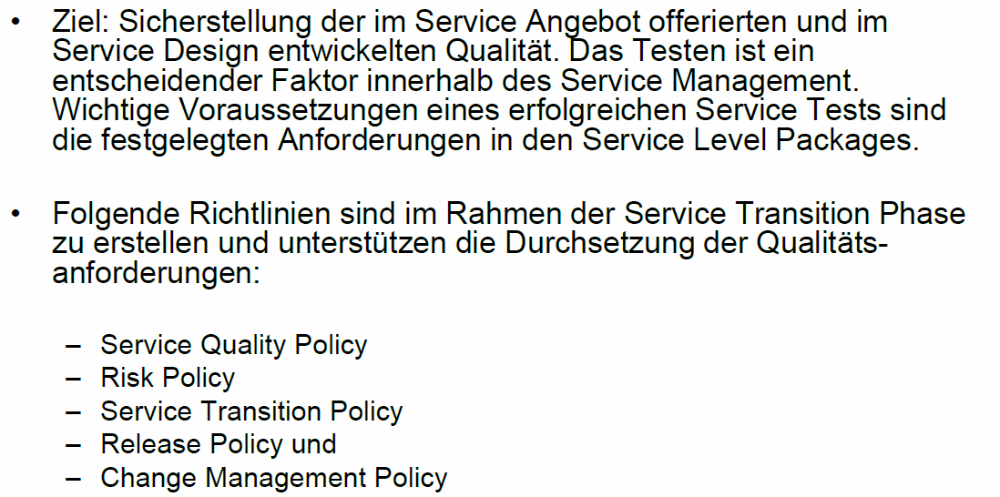 • Ziel: Sicherstellung der im Service Angebot offerierten und im
Service Design entwickelten Qualität. Das Testen ist ein
entscheidender Faktor innerhalb des Service Management.
Wichtige Voraussetzungen eines erfolgreichen Service Tests sind
die festgelegten Anforderungen in den Service Level Packages.
• Folgende Richtlinien sind im Rahmen der Service Transition Phase
zu erstellen und unterstützen die Durchsetzung der Qualitäts-
anforderungen:
– Service Quality Policy
– Risk Policy
– Service Transition Policy
– Release Policy und
– Change Management Policy